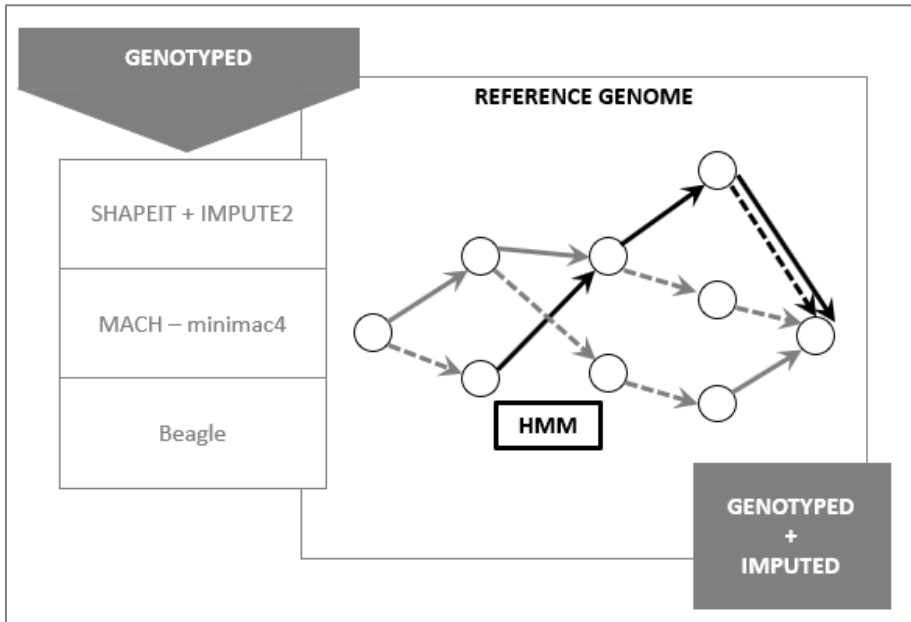 GENOTYPED
REFERENCE GENOME
SHAPEIT + IMPUTE2
MACH – minimac4
Beagle
HMM
GENOTYPED
+
IMPUTED